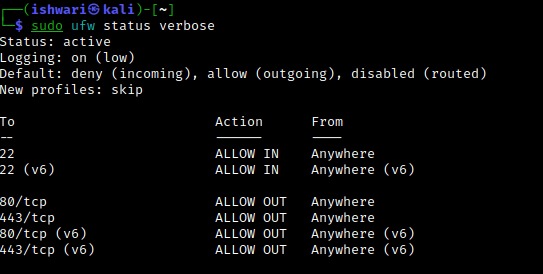 ┌──(ishwari㉿kali)-[~]
└─$ sudo ufw status verbose
Status: active
Logging: on (low)
Default: deny (incoming), allow (outgoing), disabled (routed)
New profiles: skip

To                         Action      From
--                         ------      ----
22                         ALLOW IN    Anywhere
22 (v6)                    ALLOW IN    Anywhere (v6)

80/tcp                     ALLOW OUT   Anywhere
443/tcp                    ALLOW OUT   Anywhere
80/tcp (v6)                ALLOW OUT   Anywhere (v6)
443/tcp (v6)               ALLOW OUT   Anywhere (v6)